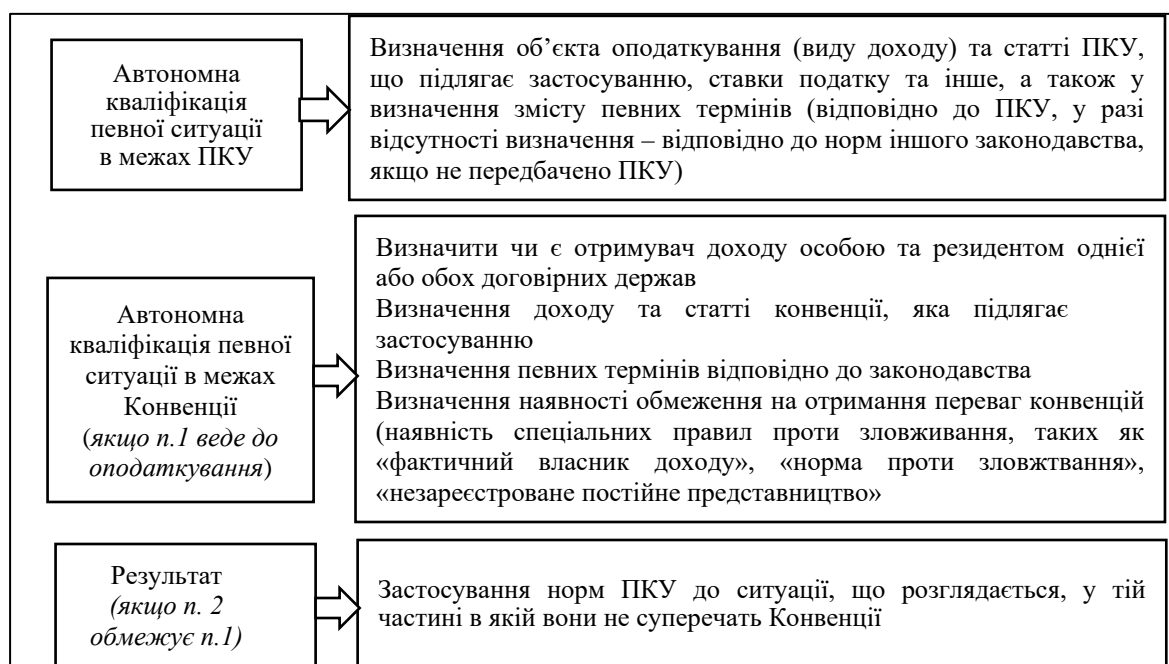 Автономна
кваліфікація
певної ситуації
в межах ПКУ
Визначення об’єкта оподаткування (виду доходу) та статті ПКУ,
що підлягає застосуванню, ставки податку та інше, а також у
визначення змісту певних термінів (відповідно до ПКУ, у разі
відсутності визначення – відповідно до норм іншого законодавства,
якщо не передбачено ПКУ)
Автономна
кваліфікація певної
ситуації в межах
Конвенції
(якщо п.1 веде до
оподаткування)
Визначити чи є отримувач доходу особою та резидентом однієї
або обох договірних держав
Визначення доходу та статті конвенції, яка підлягає
застосуванню
Визначення певних термінів відповідно до законодавства
Визначення наявності обмеження на отримання переваг конвенцій
(наявність спеціальних правил проти зловживання, таких як
«фактичний власник доходу», «норма проти зловжтвання»,
«незареєстроване постійне представництво»
Результат
(якщо п. 2
обмежує п.1)
Застосування норм ПКУ до ситуації, що розглядається, у тій
частині в якій вони не суперечать Конвенції